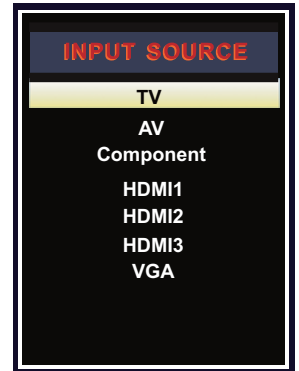 INPUT SOURCE
TV
AV
Component
HDMI1
HDMI2
HDMI3
VGA